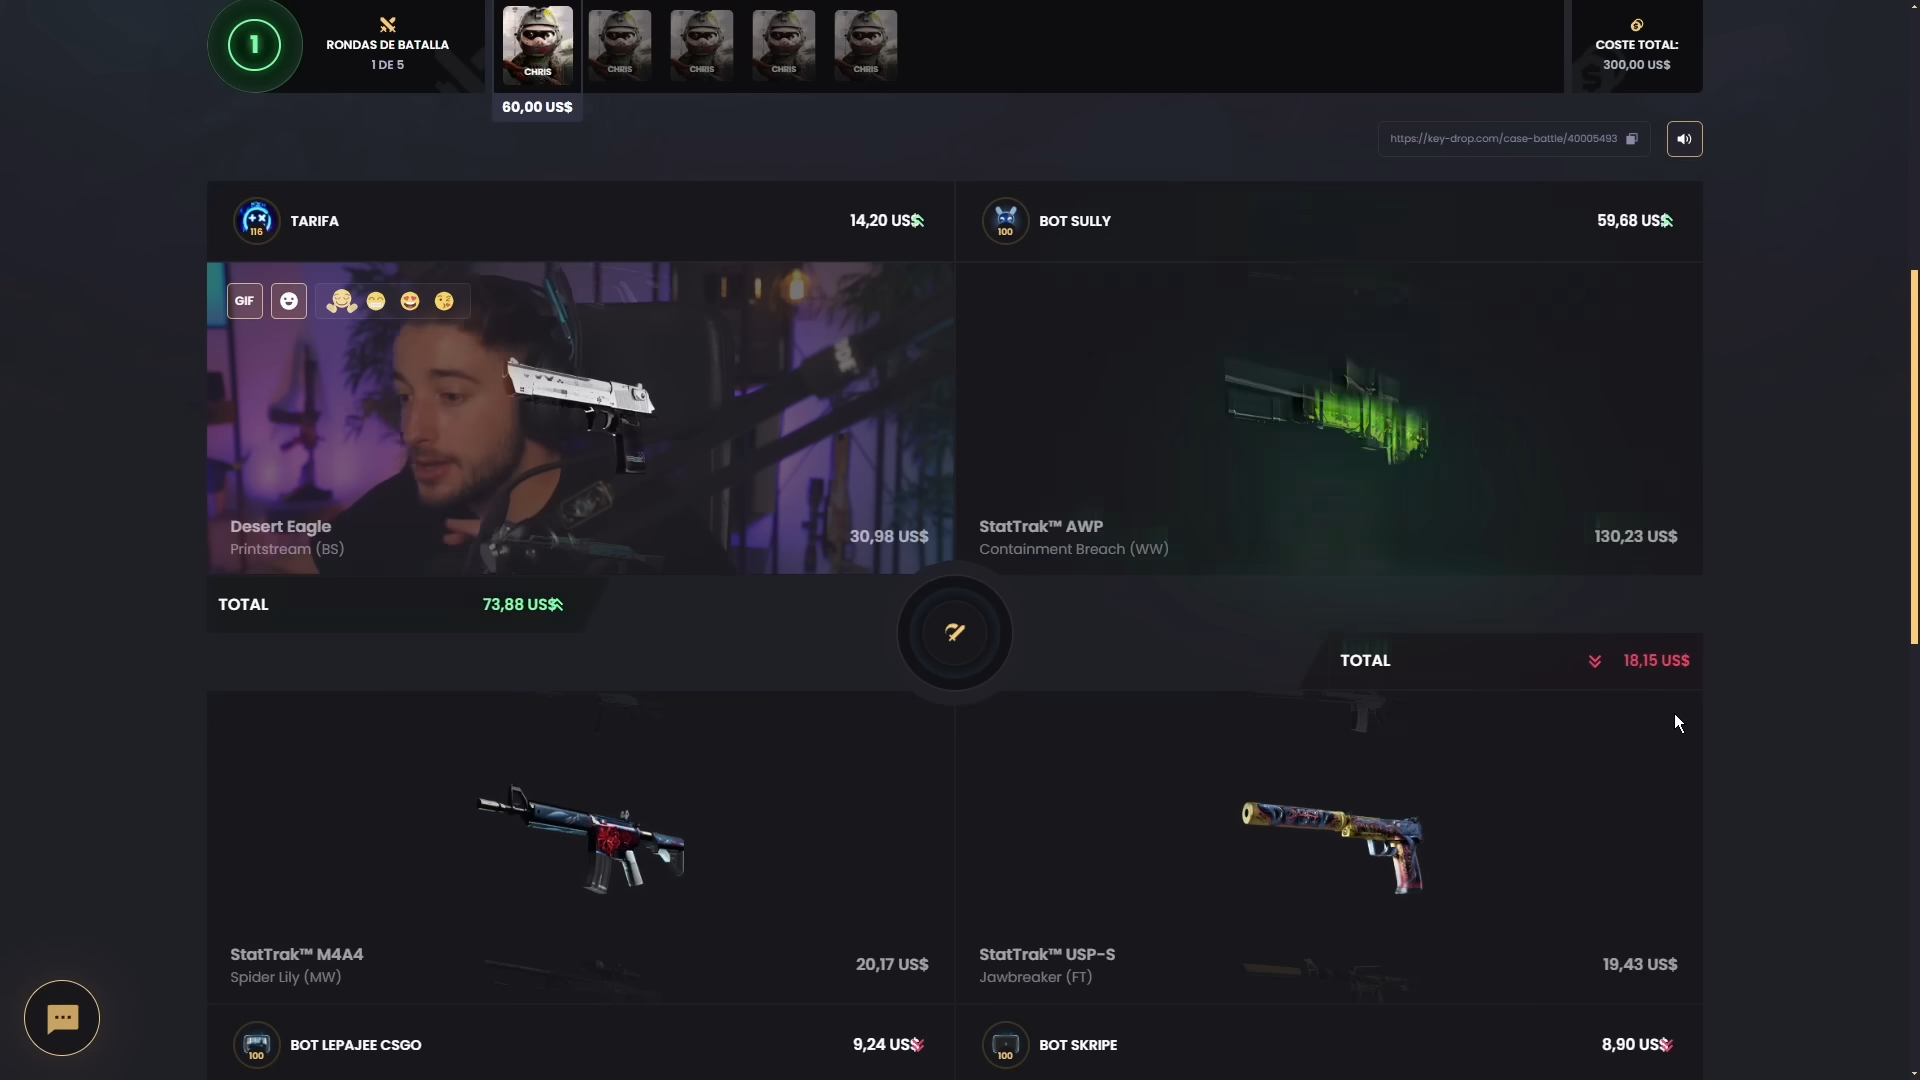 1
RONDAS DE BATALLA
1 DE 5
CHRIS
CHRIS
CHRIS
CHRIS
CHRIS
60,00 US$
COSTE TOTAL:
300,00 US$
https://key-drop.com/case-battle/40005493
116
TARIFA
14,20 US$
100
BOT SULLY
59,68 US$
GIF
Desert Eagle
Printstream (BS)
30,98 US$
StatTrak™ AWP
Containment Breach (WW)
130,23 US$
TOTAL
73,88 US$
TOTAL
18,15 US$
StatTrak™ M4A4
Spider Lily (MW)
20,17 US$
StatTrak™ USP-S
Jawbreaker (FT)
19,43 US$
100
BOT LEPAJEE CSGO
9,24 US$
100
BOT SKRIPE
8,90 US$